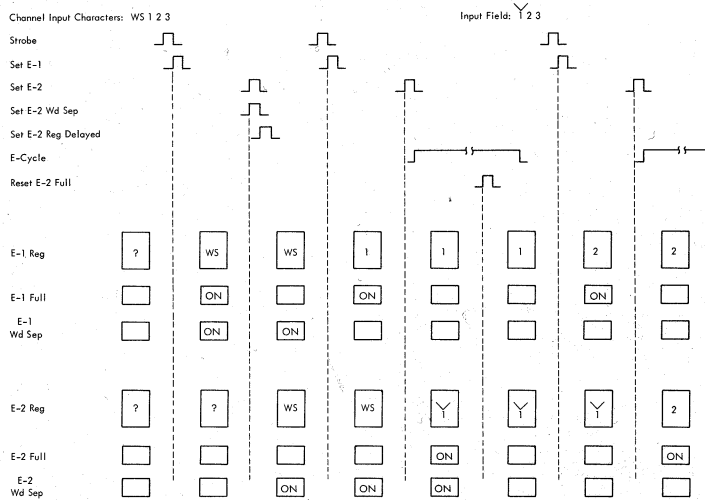 Channel Input Characters: WS 1 2 3
Input Field: 1 2 3
Strobe
Set E-1
Set E-2
Set E-2 Wd Sep
Set E-2 Reg Delayed
E-Cycle
Reset E-2 Full
E-1 Reg ? WS WS 1 1 1 2 2
E-1 Full ON ON ON
E-1
Wd Sep ON ON
E-2 Reg ? ? WS WS 1 1 1 2
E-2 Full ON ON
E-2
Wd Sep ON ON ON